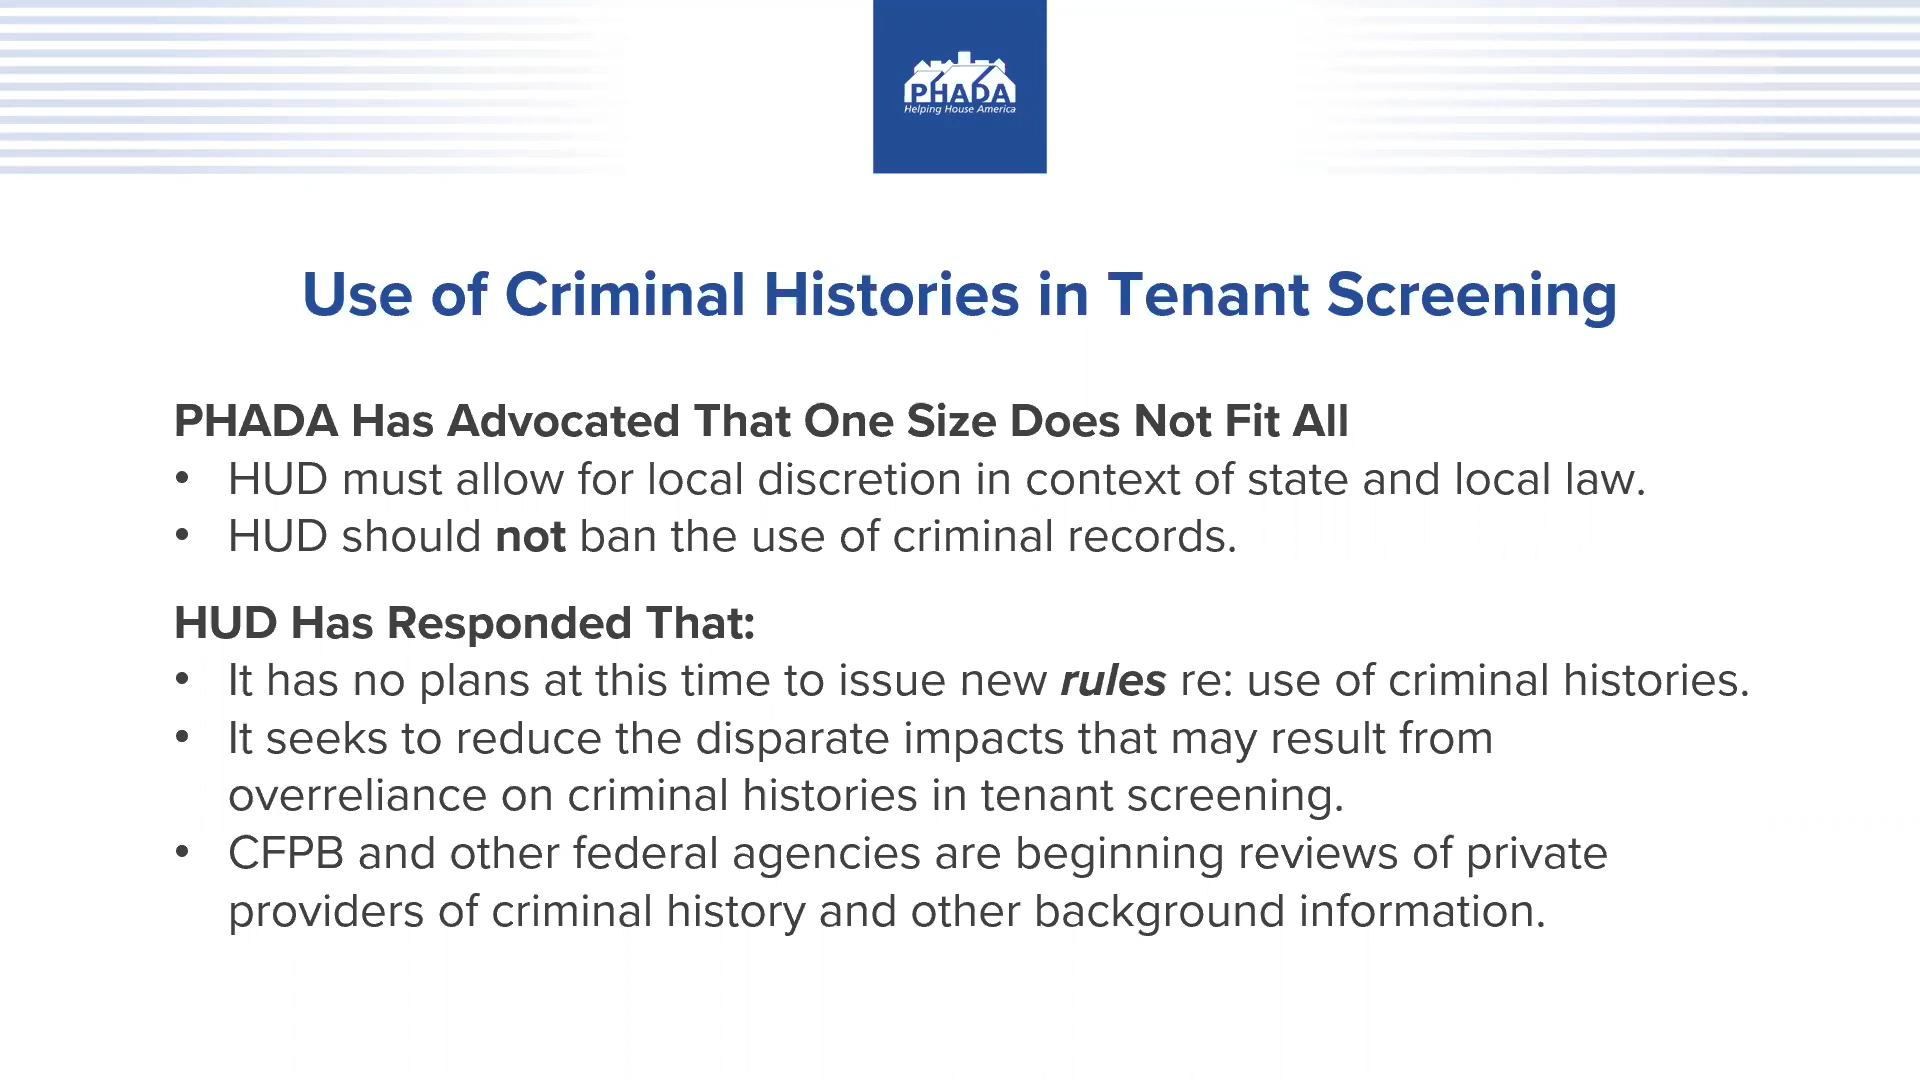 PHADA
Helping House America
Use of Criminal Histories in Tenant Screening
PHADA Has Advocated That One Size Does Not Fit All
• HUD must allow for local discretion in context of state and local law.
• HUD should not ban the use of criminal records.
HUD Has Responded That:
• It has no plans at this time to issue new rules re: use of criminal histories.
• It seeks to reduce the disparate impacts that may result from
overreliance on criminal histories in tenant screening.
• CFPB and other federal agencies are beginning reviews of private
providers of criminal history and other background information.